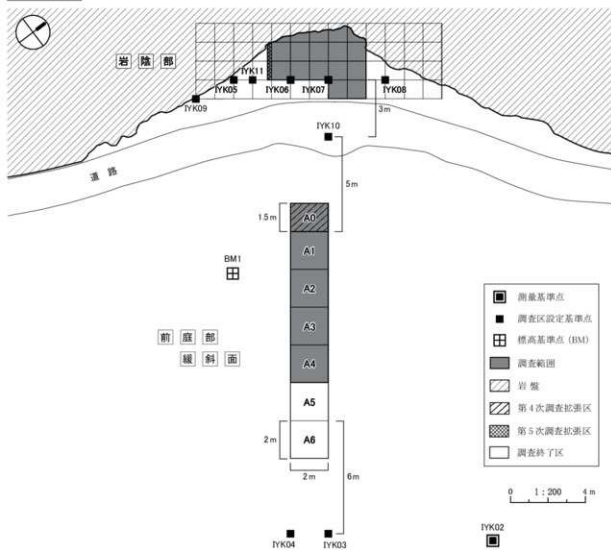 岩陰部
IYK11
IYK05
IYK06
IYK07
IYK08
IYK09
3m
IYK10
道路
5m
1.5m
A0
A1
BM1
A2
A3
前庭部
緩斜面
A4
A5
2m
A6
2m
6m
IYK04
IYK03
IYK02
測量基準点
調査区設定基準点
標高基準点(BM)
調査範囲
岩盤
第4次調査拡張区
第5次調査拡張区
調査終了区
0 1:200 4m